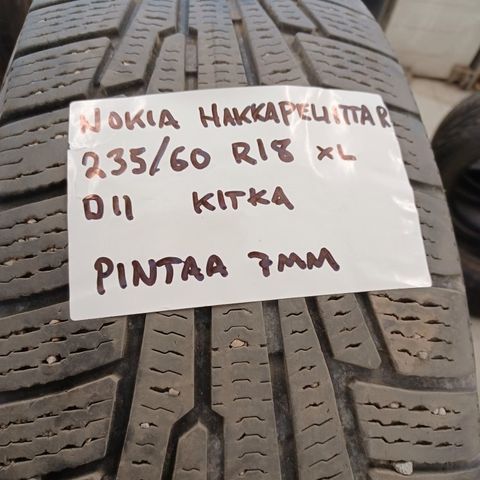 NOKIA HAKKAPELIITTA R
235/60 R18 XL
D11 KITKA
PINTAA 7MM